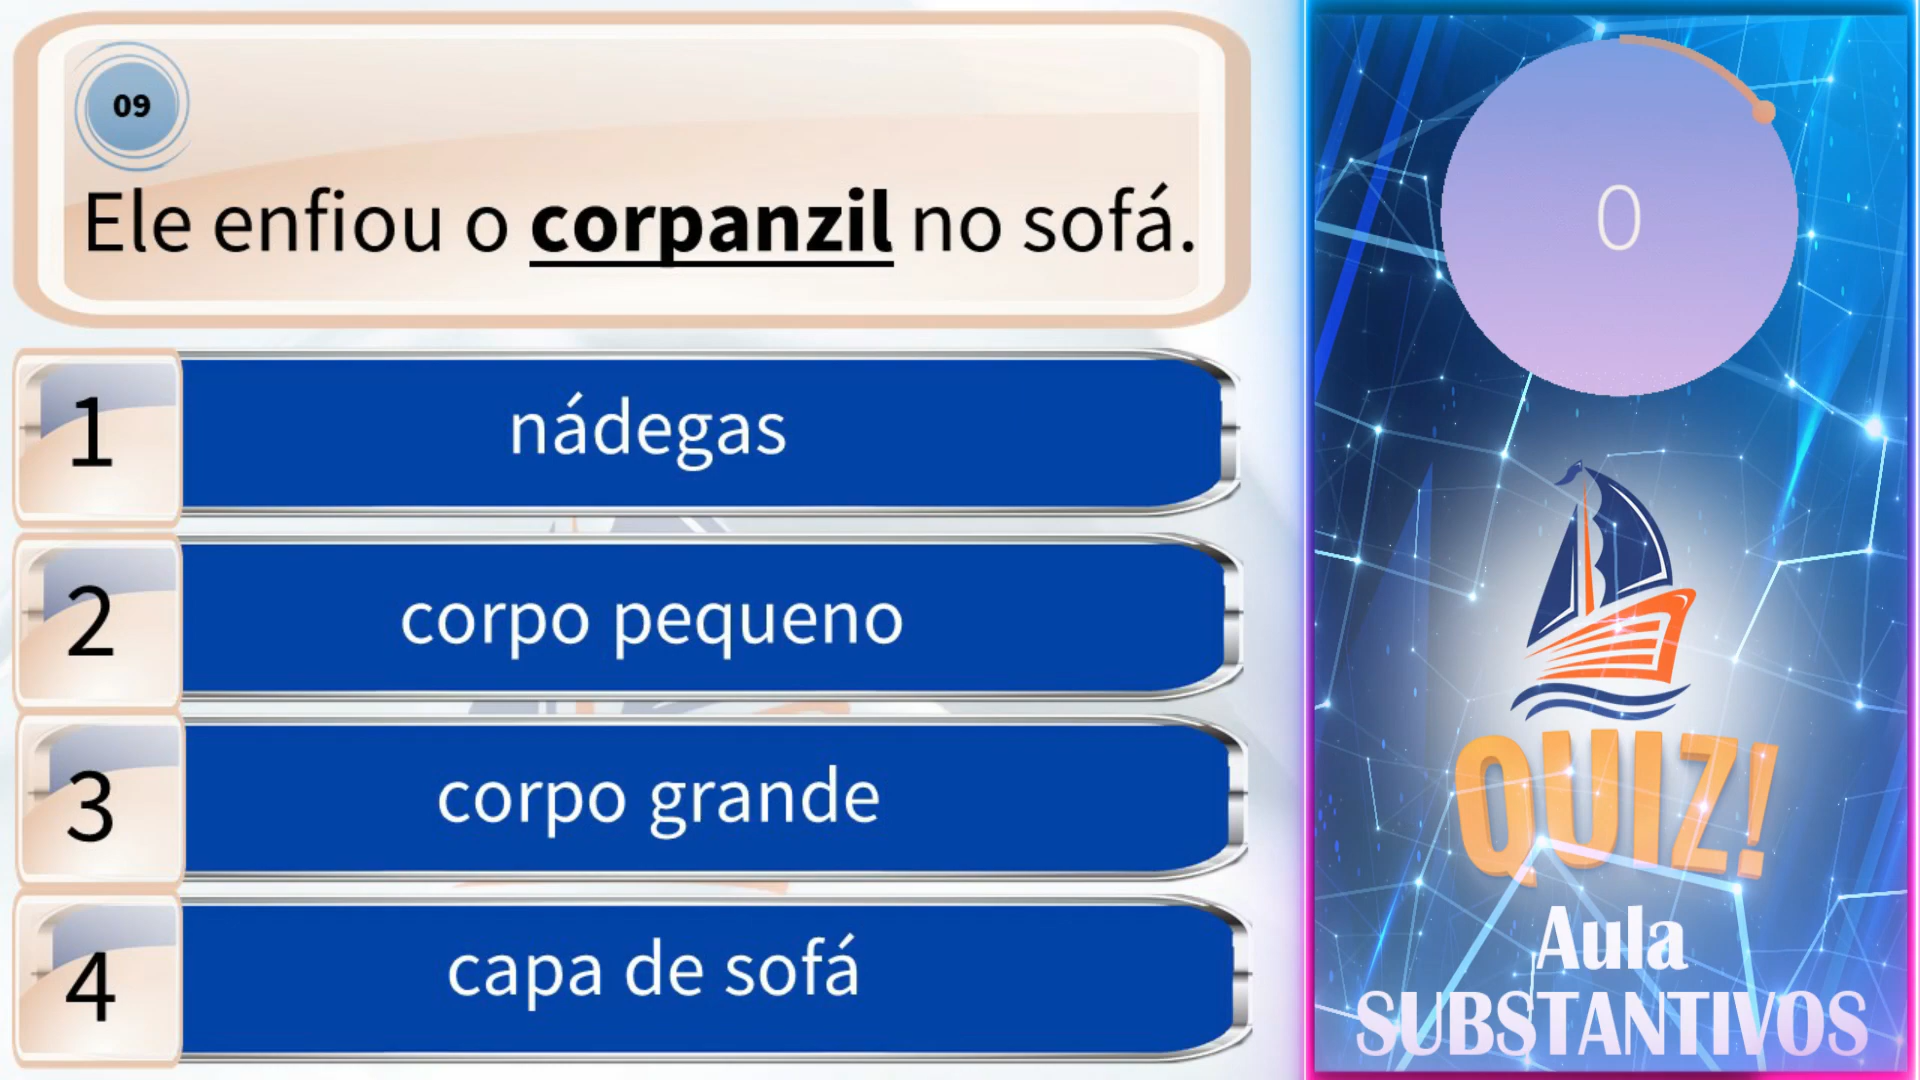 09
Ele enfiou o corpanzil no sofá.
1
nádegas
2
corpo pequeno
3
corpo grande
4
capa de sofá
0
QUIZ!
Aula
SUBSTANTIVOS